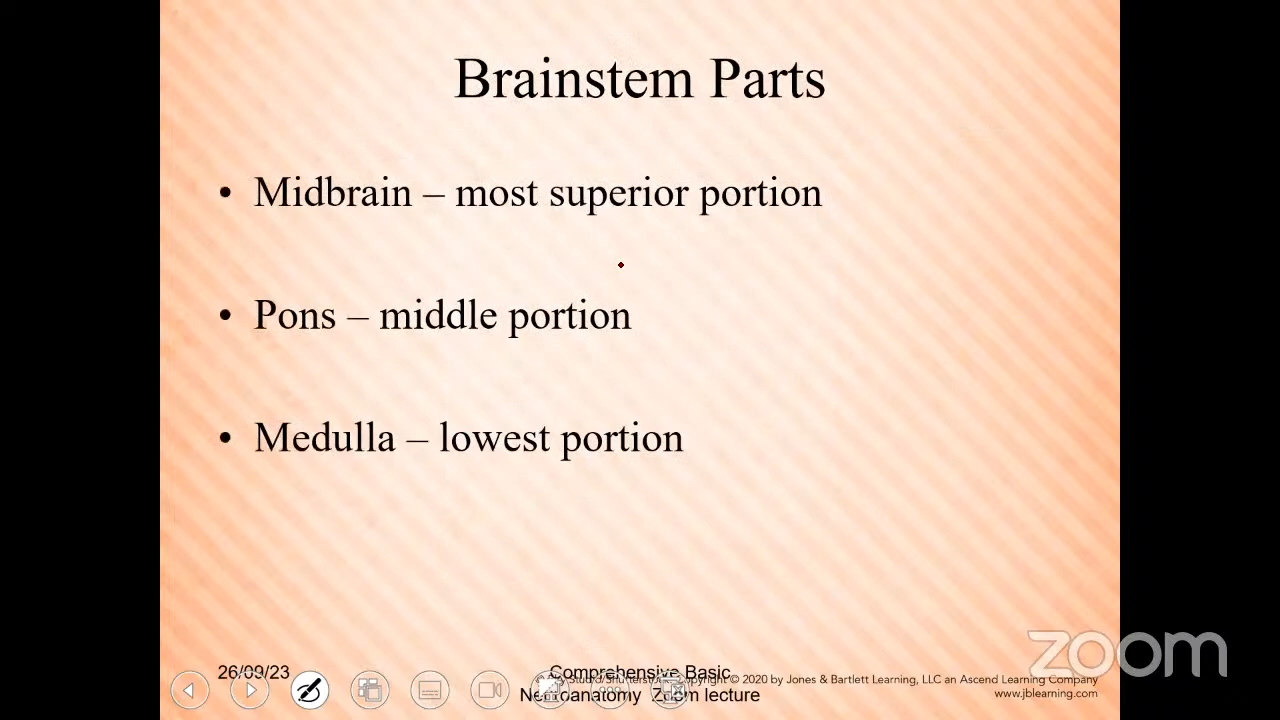 Brainstem Parts
• Midbrain – most superior portion
• Pons – middle portion
• Medulla – lowest portion
zoom
26/09/23
Comprehensive Basic
Neuroanatomy Zoom lecture
Copyright © 2020 by Jones & Bartlett Learning, LLC an Ascend Learning Company
www.jblearning.com